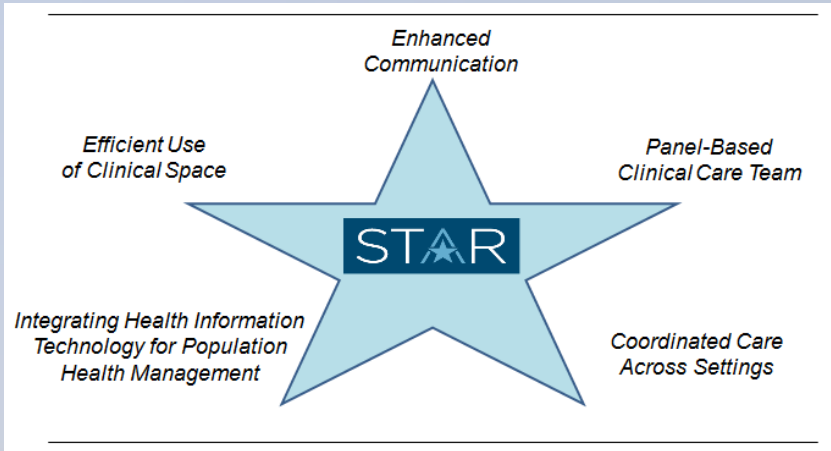 Enhanced
Communication
Efficient Use
of Clinical Space
Panel-Based
Clinical Care Team
STAR
Integrating Health Information
Technology for Population
Health Management
Coordinated Care
Across Settings